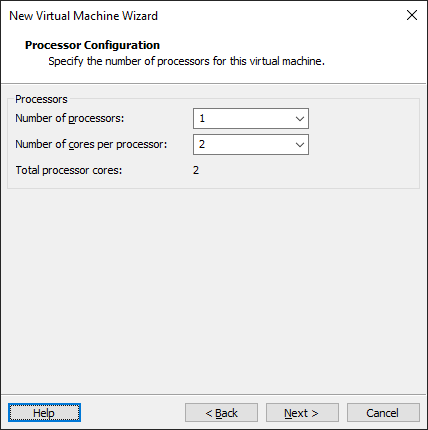 New Virtual Machine Wizard
Processor Configuration
Specify the number of processors for this virtual machine.
Processors
Number of processors: 1
Number of cores per processor: 2
Total processor cores: 2
Help < Back Next > Cancel